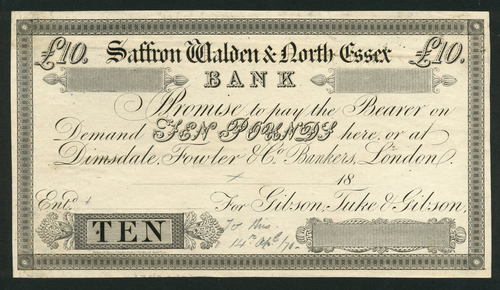 £10. Saffron Walden & North Essex £10.
BANK
I Promise to pay the Bearer on
Demand TEN POUNDS here, or at
Dimsdale, Fowler & Co. Bankers, London.
18
Entd. For Gibson, Tuke & Gibson,
TEN
14th